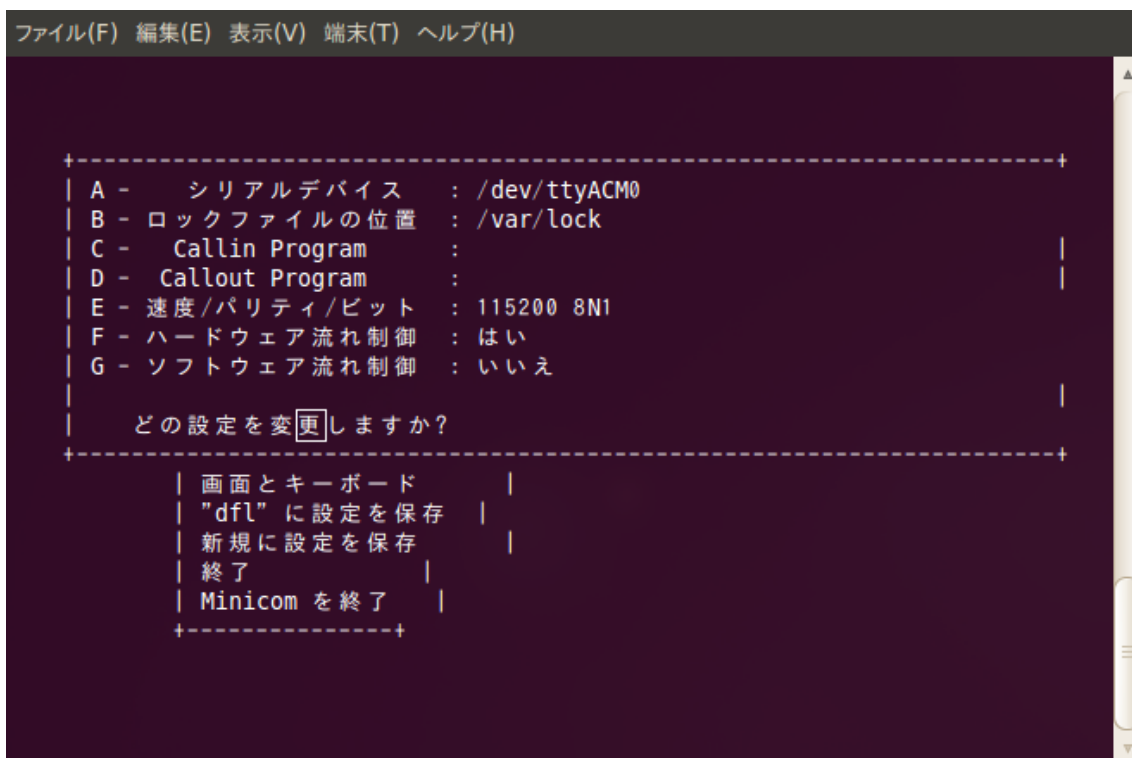 ファイル(F) 編集(E) 表示(V) 端末(T) ヘルプ(H)
A - シリアルデバイス : /dev/ttyACM0
B - ロックファイルの位置 : /var/lock
C - Callin Program :
D - Callout Program :
E - 速度/パリティ/ビット : 115200 8N1
F - ハードウェア流れ制御 : はい
G - ソフトウェア流れ制御 : いいえ
どの設定を変更しますか?
画面とキーボード
"dfl" に設定を保存
新規に設定を保存
終了
Minicom を終了